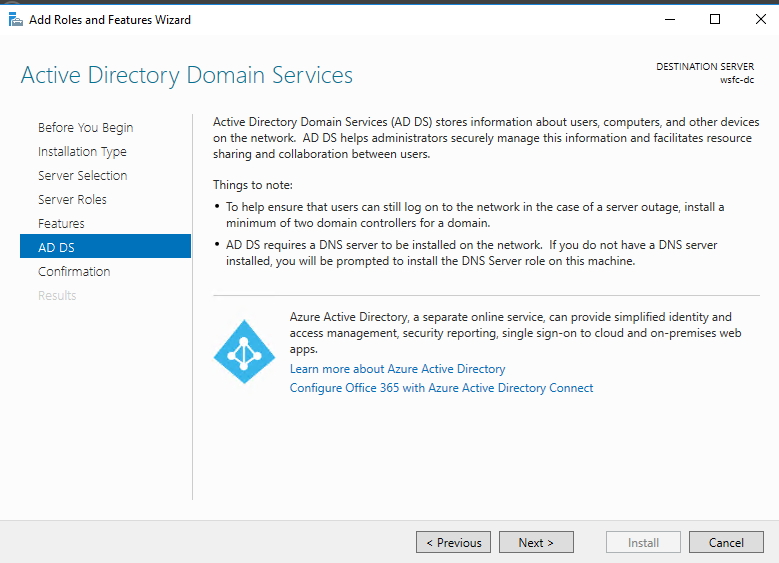 Add Roles and Features Wizard
Active Directory Domain Services
DESTINATION SERVER
wsfc-dc
Before You Begin
Installation Type
Server Selection
Server Roles
Features
AD DS
Confirmation
Results
Active Directory Domain Services (AD DS) stores information about users, computers, and other devices
on the network.  AD DS helps administrators securely manage this information and facilitates resource
sharing and collaboration between users.
Things to note:
• To help ensure that users can still log on to the network in the case of a server outage, install a
minimum of two domain controllers for a domain.
• AD DS requires a DNS server to be installed on the network.  If you do not have a DNS server
installed, you will be prompted to install the DNS Server role on this machine.
Azure Active Directory, a separate online service, can provide simplified identity and
access management, security reporting, single sign-on to cloud and on-premises web
apps.
Learn more about Azure Active Directory
Configure Office 365 with Azure Active Directory Connect
< Previous
Next >
Install
Cancel